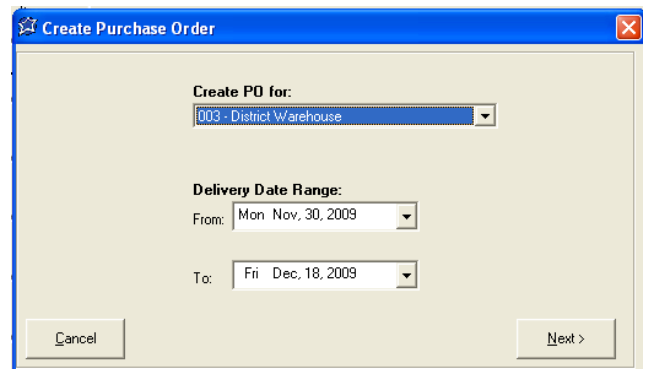 Create Purchase Order
Create PO for:
003 - District Warehouse
Delivery Date Range:
From: Mon Nov, 30, 2009
To: Fri Dec, 18, 2009
Cancel Next >